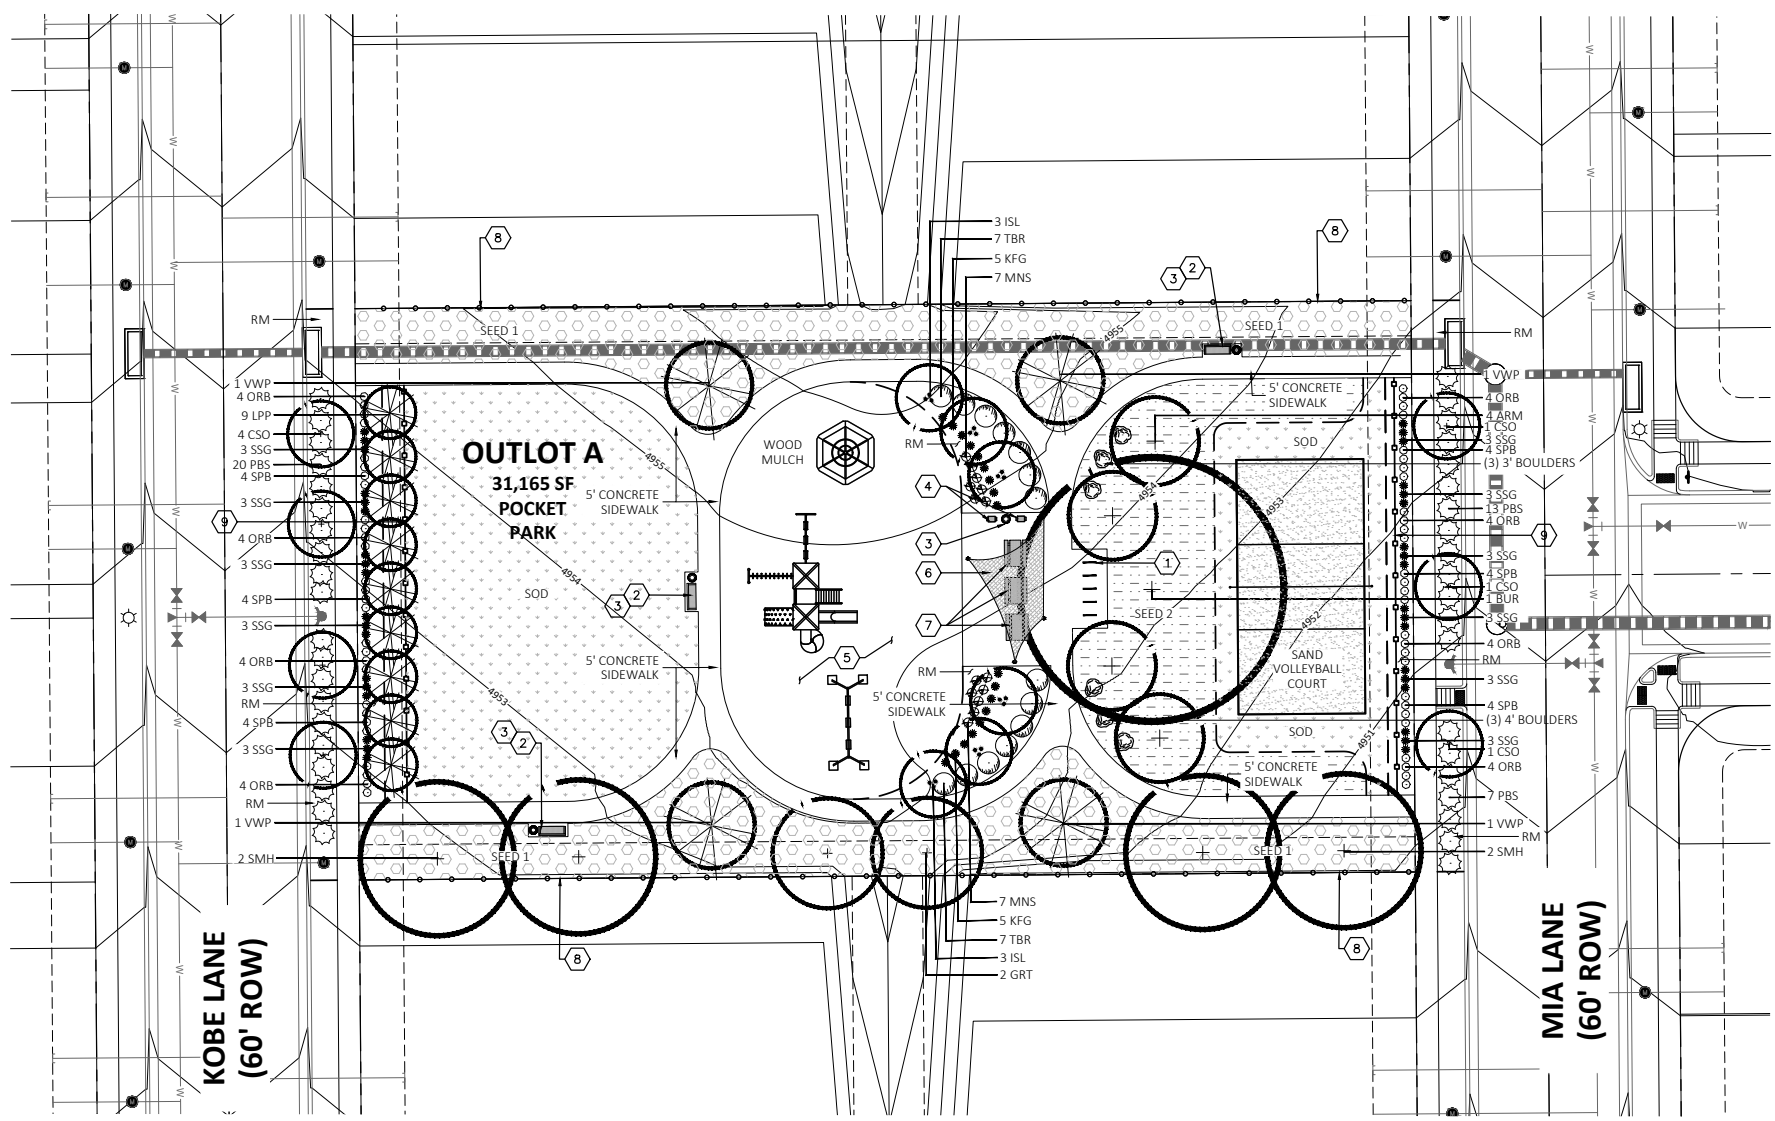 3 ISL
7 TBR
5 KFG
7 MNS
8
8
3
2
RM
SEED 1
SEED 1
4955
RM
1 VWP
4 ORB
9 LPP
4 CSO
3 SSG
20 PBS
4 SPB
3 SSG
9
4 ORB
3 SSG
4 SPB
3 SSG
4 ORB
3 SSG
RM
4 SPB
3 SSG
4 ORB
RM
1 VWP
2 SMH
OUTLOT A
31,165 SF
POCKET
PARK
4955
5' CONCRETE
SIDEWALK
4954
SOD
3
2
5' CONCRETE
SIDEWALK
4953
3
2
SEED 1
8
WOOD
MULCH
RM
4
3
6
7
5
RM
5' CONCRETE
SIDEWALK
7 MNS
5 KFG
7 TBR
3 ISL
2 GRT
5' CONCRETE
SIDEWALK
SOD
4954
4953
1
SEED 2
4952
SAND
VOLLEYBALL
COURT
SOD
4951
5' CONCRETE
SIDEWALK
SEED 1
8
1 VWP
4 ORB
4 ARM
1 CSO
3 SSG
4 SPB
(3) 3' BOULDERS
3 SSG
13 PBS
4 ORB
9
3 SSG
4 SPB
1 CSO
1 BUR
3 SSG
4 ORB
RM
3 SSG
4 SPB
(3) 4' BOULDERS
3 SSG
1 CSO
4 ORB
7 PBS
1 VWP
RM
2 SMH
KOBE LANE
(60' ROW)
MIA LANE
(60' ROW)